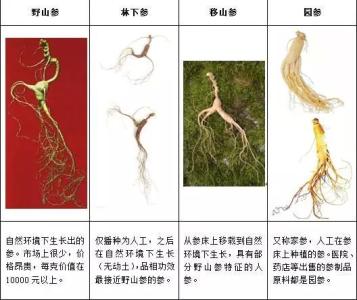 野山参
林下参
移山参
园参
自然环境下生长出的
参。市场上很少，价
格昂贵，每克价值在
10000 元以上。
仅播种为人工，之后
在自然环境下生长
（无动土），品相功效
最接近野山参的参。
从参床上移栽到自然
环境下生长，具有部
分野山参特征的人
参。
又称家参，人工在参
床上种植的参。医院、
药店等出售的参制品
原料都是园参。